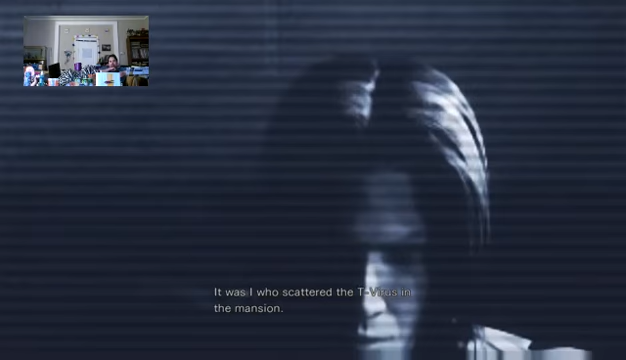 It was I who scattered the T-Virus in
the mansion.